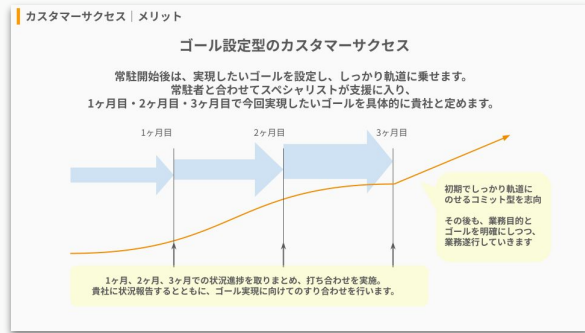 カスタマーサクセス｜メリット
ゴール設定型のカスタマーサクセス
常駐開始後は、実現したいゴールを設定し、しっかり軌道に乗せます。
常駐者と合わせてスペシャリストが支援に入り、
1ヶ月目・2ヶ月目・3ヶ月目で今回実現したいゴールを具体的に貴社と定めます。
1ヶ月目
2ヶ月目
3ヶ月目
初期でしっかり軌道に
のせるコミット型を志向
その後も、業務目的と
ゴールを明確にしつつ、
業務遂行していきます
1ヶ月、2ヶ月、3ヶ月での状況進捗を取りまとめ、打ち合わせを実施。
貴社に状況報告するとともに、ゴール実現に向けてのすり合わせを行います。